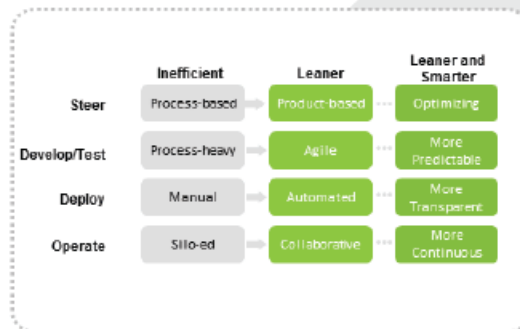 Inefficient Leaner Leaner and
Smarter
Steer Process-based Product-based Optimizing
Develop/Test Process-heavy Agile More
Predictable
Deploy Manual Automated More
Transparent
Operate Silo-ed Collaborative More
Continuous